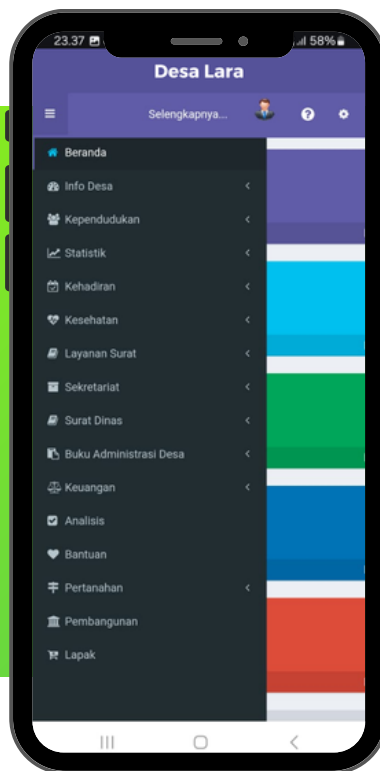 23.37
58%
Desa Lara
Selengkapnya...
Beranda
Info Desa
Kependudukan
Statistik
Kehadiran
Kesehatan
Layanan Surat
Sekretariat
Surat Dinas
Buku Administrasi Desa
Keuangan
Analisis
Bantuan
Pertanahan
Pembangunan
Lapak